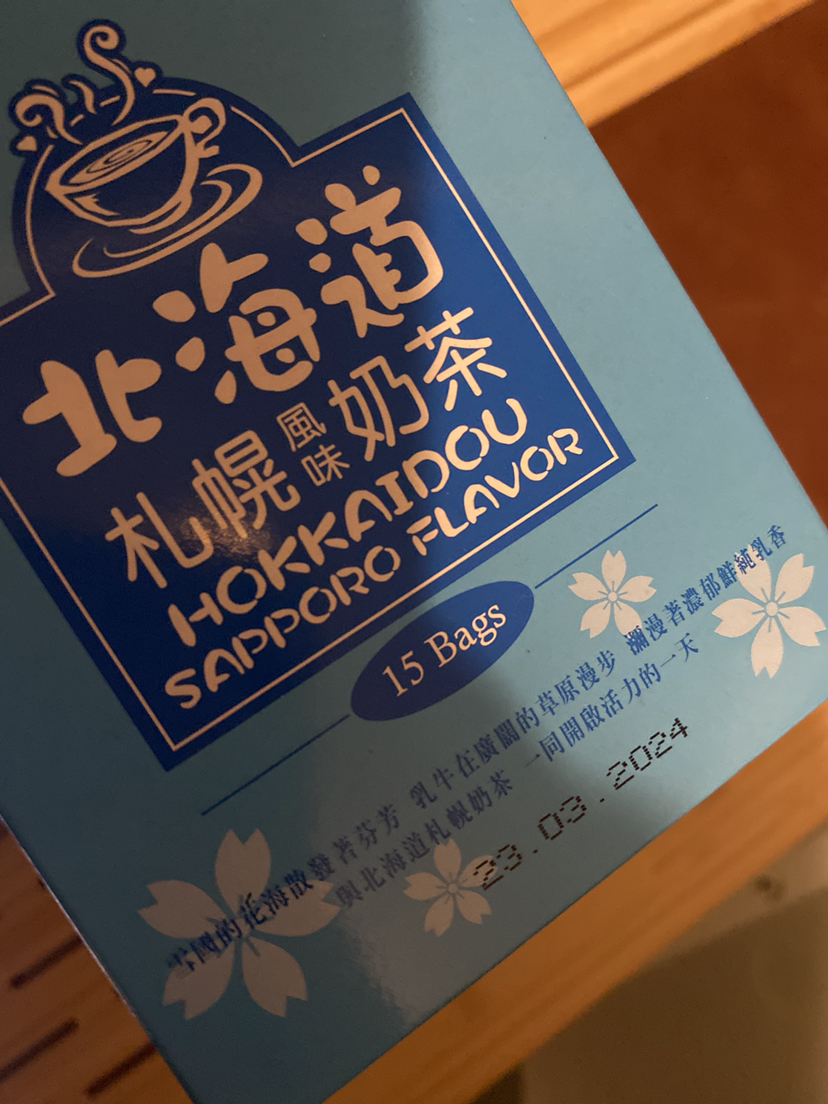 北海道
札幌風味奶茶
HOKKAIDOU
SAPPORO FLAVOR
15 Bags
雪國的花海散發著芬芳 乳牛在廣闊的草原漫步 瀰漫著濃郁鮮純乳香
與北海道札幌奶茶 一同開啟活力的一天
23.03.2024